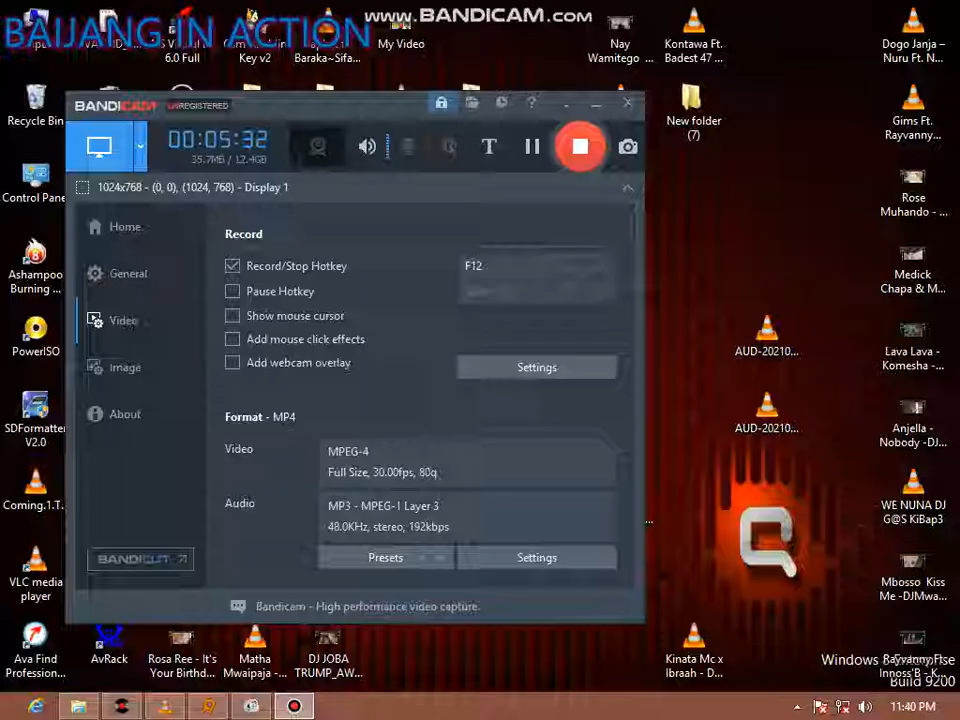 BAIJANG IN ACTION
www.BANDICAM.com
6.0 Full
Key v2
Baraka~Sifa...
My Video
Nay
Wamitego ...
Kontawa Ft.
Badest 47 ...
Dogo Janja –
Nuru Ft. N...
Recycle Bin
BANDICAM UNREGISTERED
New folder
(7)
Gims Ft.
Rayvanny...
00:05:32
35.7MB / 12.4GB
Control Pane
1024x768 - (0, 0), (1024, 768) - Display 1
Rose
Muhando - ...
Home
Record
Record/Stop Hotkey
F12
Ashampoo
Burning ...
General
Pause Hotkey
Medick
Chapa & M...
Video
Show mouse cursor
Add mouse click effects
PowerISO
AUD-20210...
Lava Lava -
Komesha -...
Image
Add webcam overlay
Settings
About
Format - MP4
SDFormatter
V2.0
AUD-20210...
Anjella -
Nobody -DJ...
Video
MPEG-4
Full Size, 30.00fps, 80q
Audio
MP3 - MPEG-1 Layer 3
48.0KHz, stereo, 192kbps
Coming.1.T...
WE NUNA DJ
G@S KiBap3
BANDICUT
Presets
Settings
VLC media
player
Mbosso Kiss
Me -DJMwa...
Bandicam - High performance video capture.
Ava Find
Profession...
AvRack
Rosa Ree - It's
Your Birthd...
Matha
Mwaipaja -...
DJ JOBA
TRUMP_AW...
Kinata Mc x
Ibraah - D...
Build 9200
11:40 PM